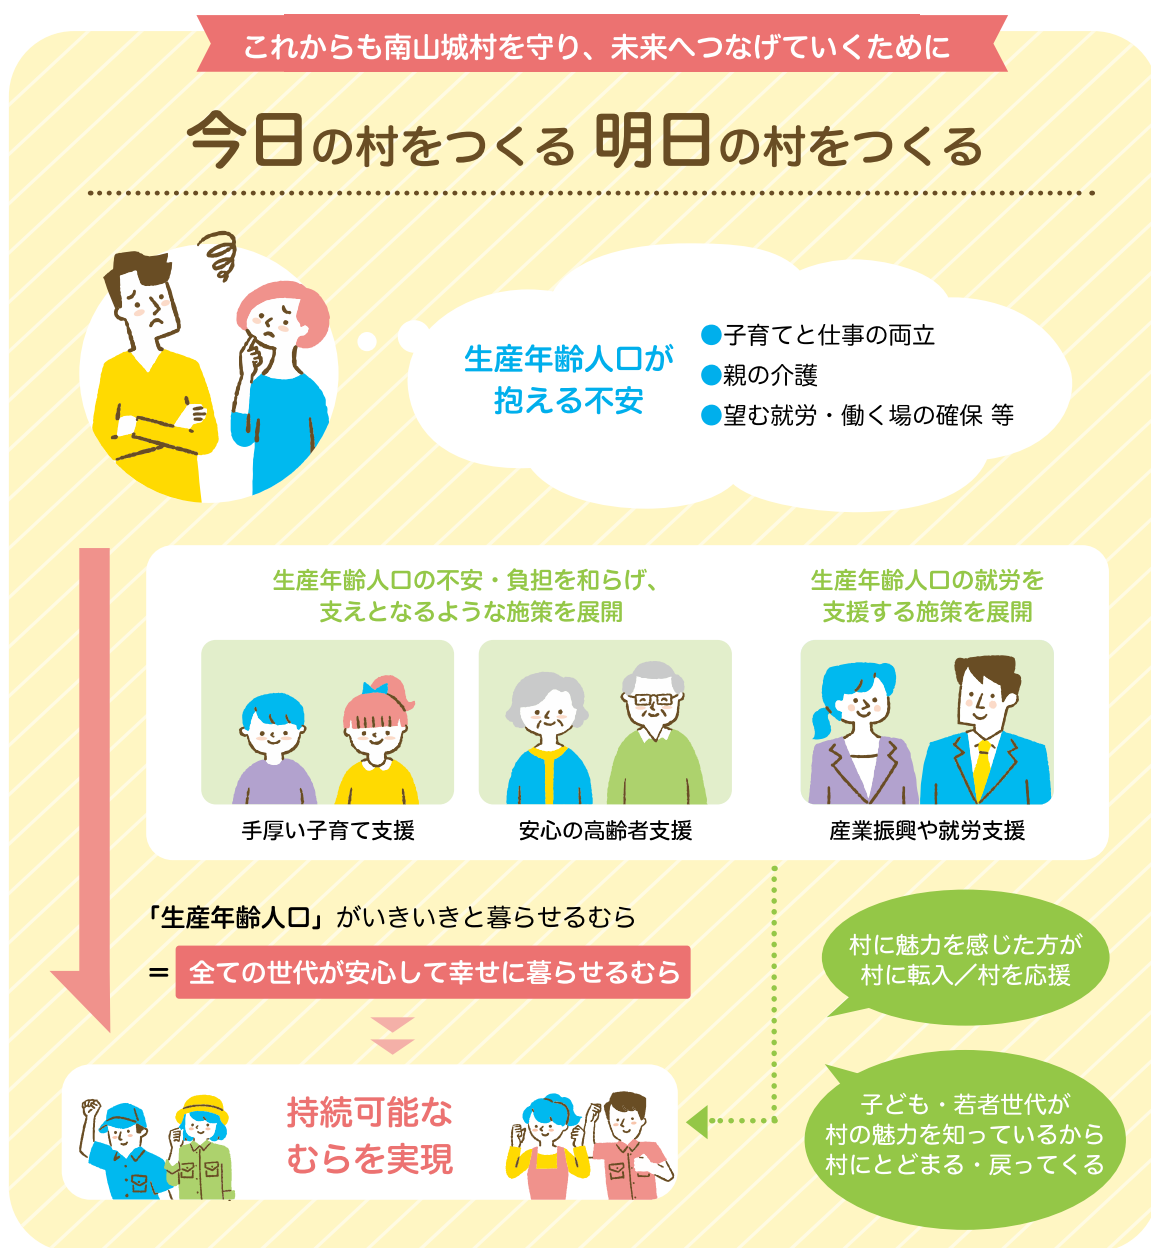 これからも南山城村を守り、未来へつなげていくために
今日の村をつくる 明日の村をつくる
生産年齢人口が
抱える不安
●子育てと仕事の両立
●親の介護
●望む就労・働く場の確保 等
生産年齢人口の不安・負担を和らげ、
支えとなるような施策を展開
生産年齢人口の就労を
支援する施策を展開
手厚い子育て支援
安心の高齢者支援
産業振興や就労支援
「生産年齢人口」がいきいきと暮らせるむら
＝ 全ての世代が安心して幸せに暮らせるむら
村に魅力を感じた方が
村に転入／村を応援
持続可能な
むらを実現
子ども・若者世代が
村の魅力を知っているから
村にとどまる・戻ってくる